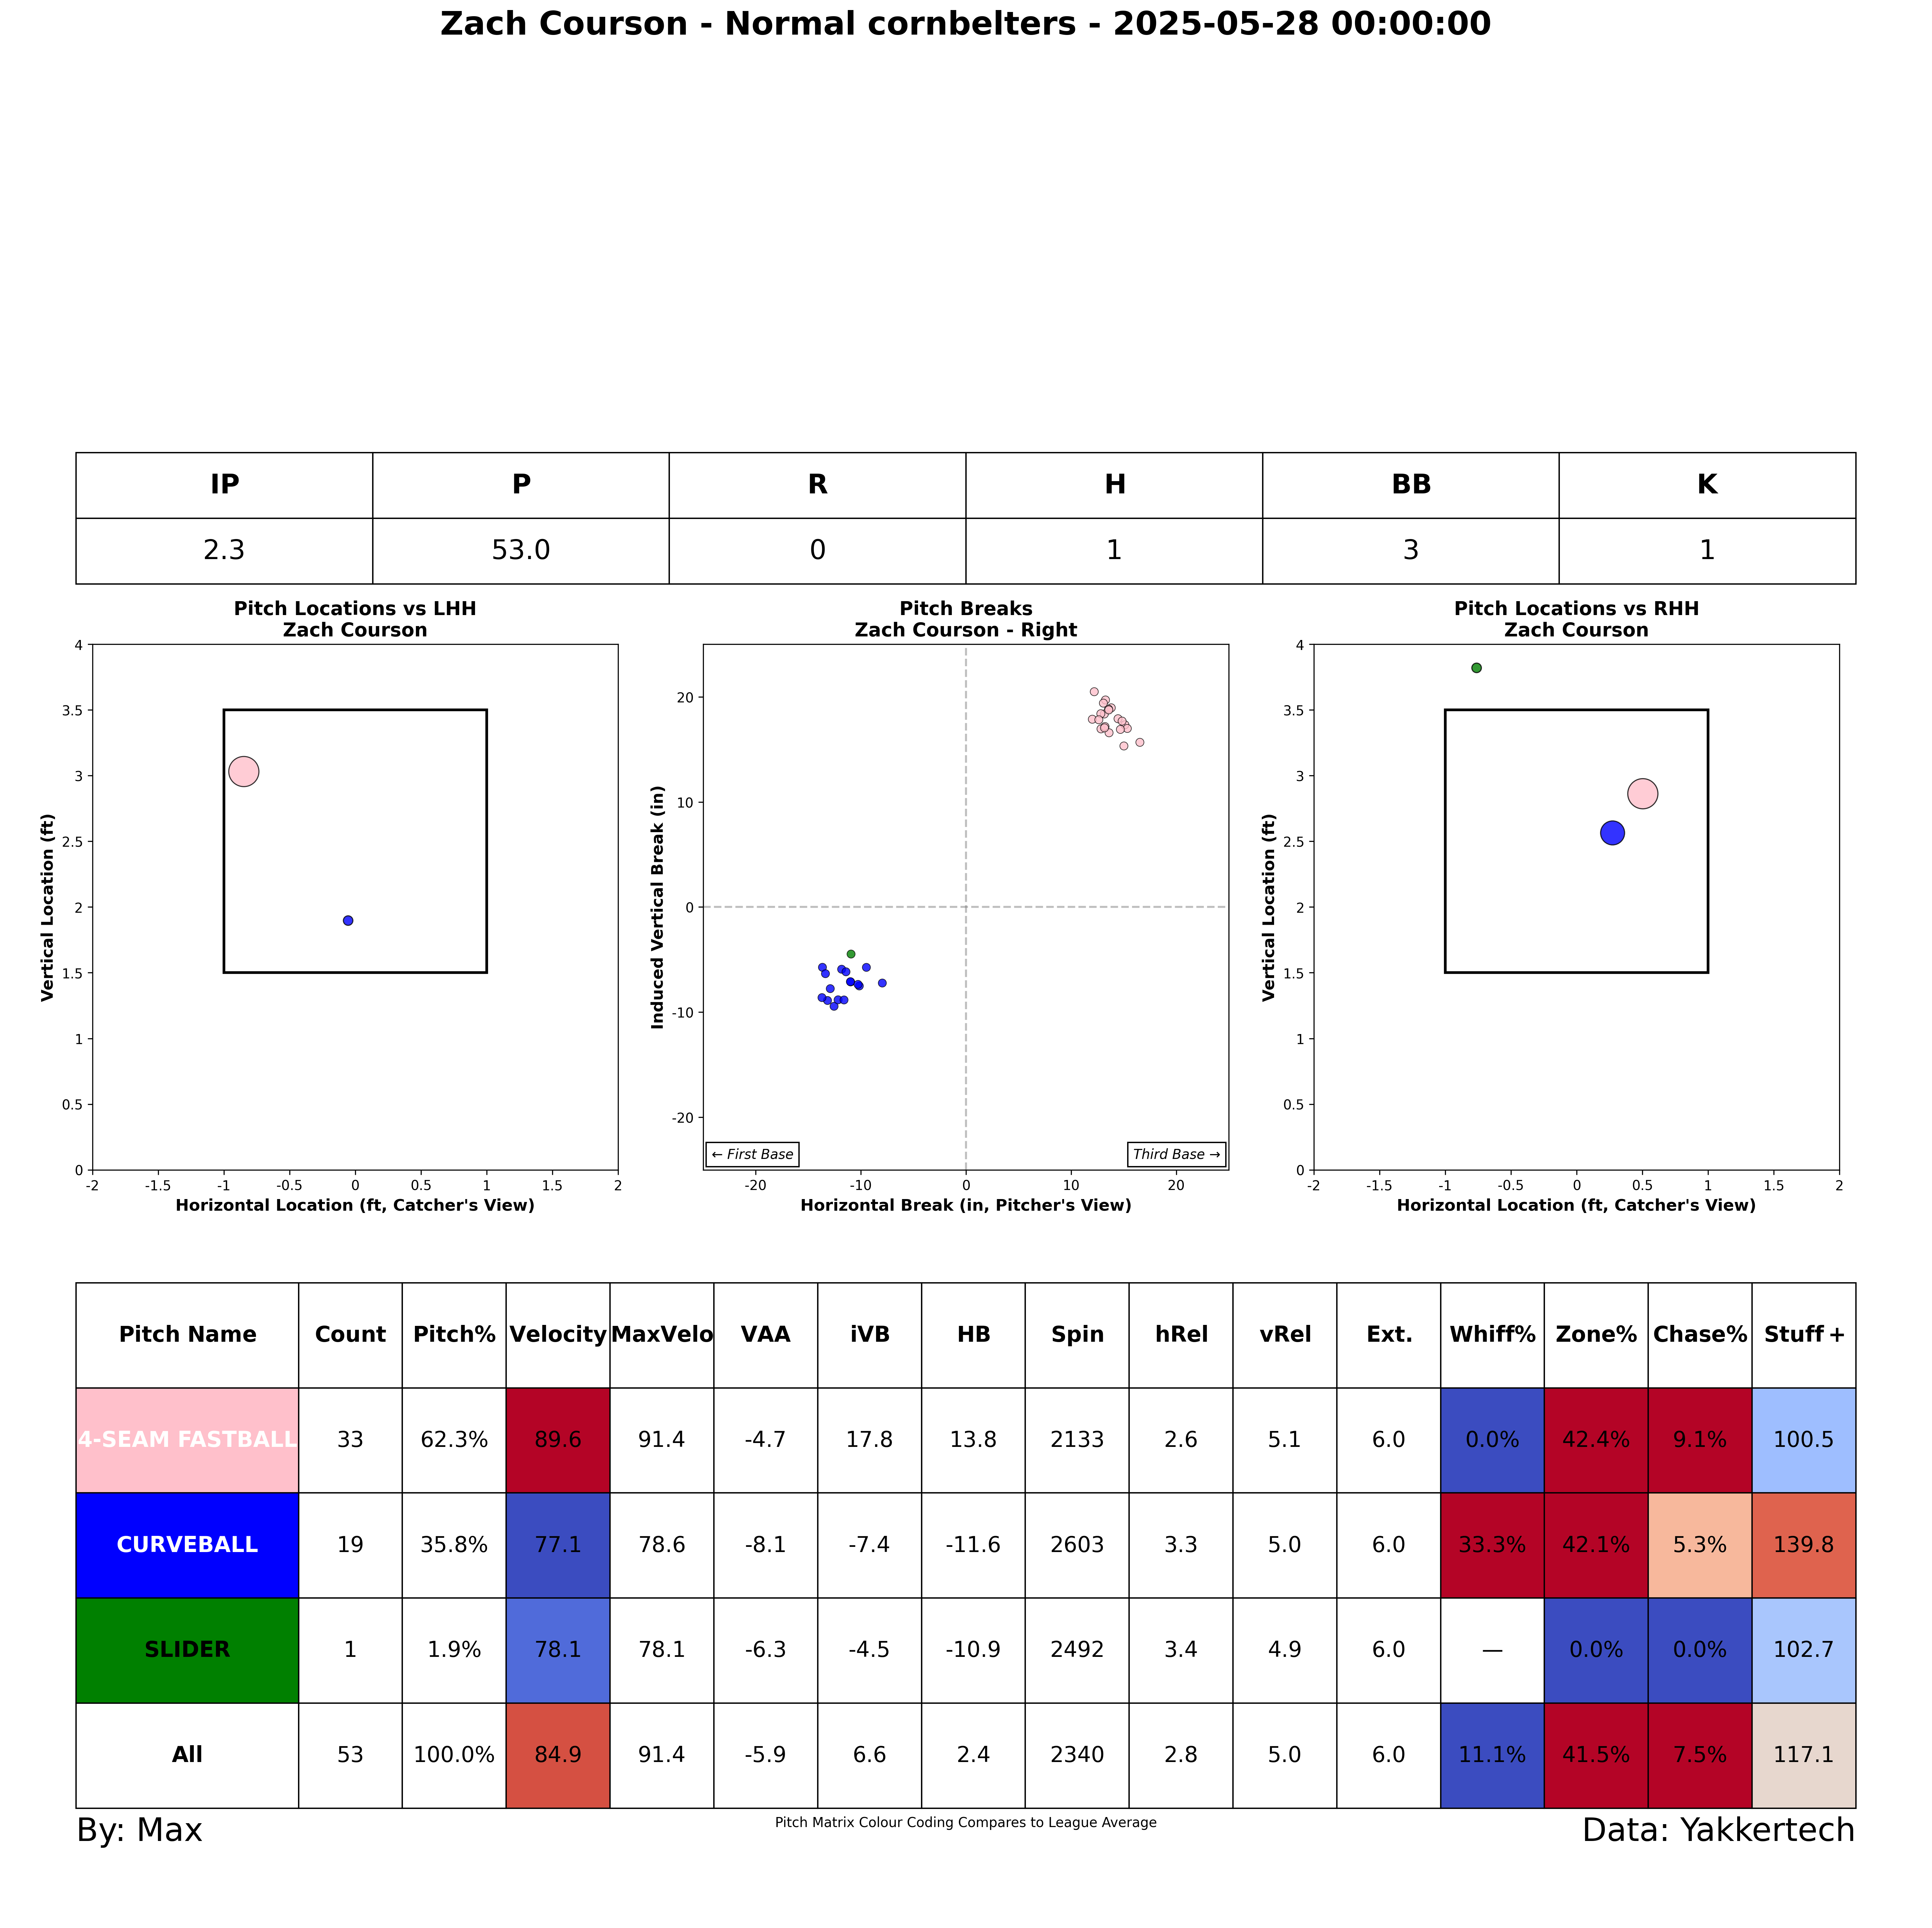 Zach Courson - Normal cornbelters - 2025-05-28 00:00:00
IP P R H BB K
2.3 53.0 0 1 3 1
Pitch Locations vs LHH
Zach Courson
4
3.5
3
2.5
2
1.5
1
0.5
0
-2 -1.5 -1 -0.5 0 0.5 1 1.5 2
Vertical Location (ft)
Horizontal Location (ft, Catcher's View)
Pitch Breaks
Zach Courson - Right
20
10
0
-10
-20
-20 -10 0 10 20
Induced Vertical Break (in)
← First Base
Third Base →
Horizontal Break (in, Pitcher's View)
Pitch Locations vs RHH
Zach Courson
4
3.5
3
2.5
2
1.5
1
0.5
0
-2 -1.5 -1 -0.5 0 0.5 1 1.5 2
Vertical Location (ft)
Horizontal Location (ft, Catcher's View)
Pitch Name Count Pitch% Velocity MaxVelo VAA iVB HB Spin hRel vRel Ext. Whiff% Zone% Chase% Stuff+
4-SEAM FASTBALL 33 62.3% 89.6 91.4 -4.7 17.8 13.8 2133 2.6 5.1 6.0 0.0% 42.4% 9.1% 100.5
CURVEBALL 19 35.8% 77.1 78.6 -8.1 -7.4 -11.6 2603 3.3 5.0 6.0 33.3% 42.1% 5.3% 139.8
SLIDER 1 1.9% 78.1 78.1 -6.3 -4.5 -10.9 2492 3.4 4.9 6.0 — 0.0% 0.0% 102.7
All 53 100.0% 84.9 91.4 -5.9 6.6 2.4 2340 2.8 5.0 6.0 11.1% 41.5% 7.5% 117.1
By: Max
Pitch Matrix Colour Coding Compares to League Average
Data: Yakkertech